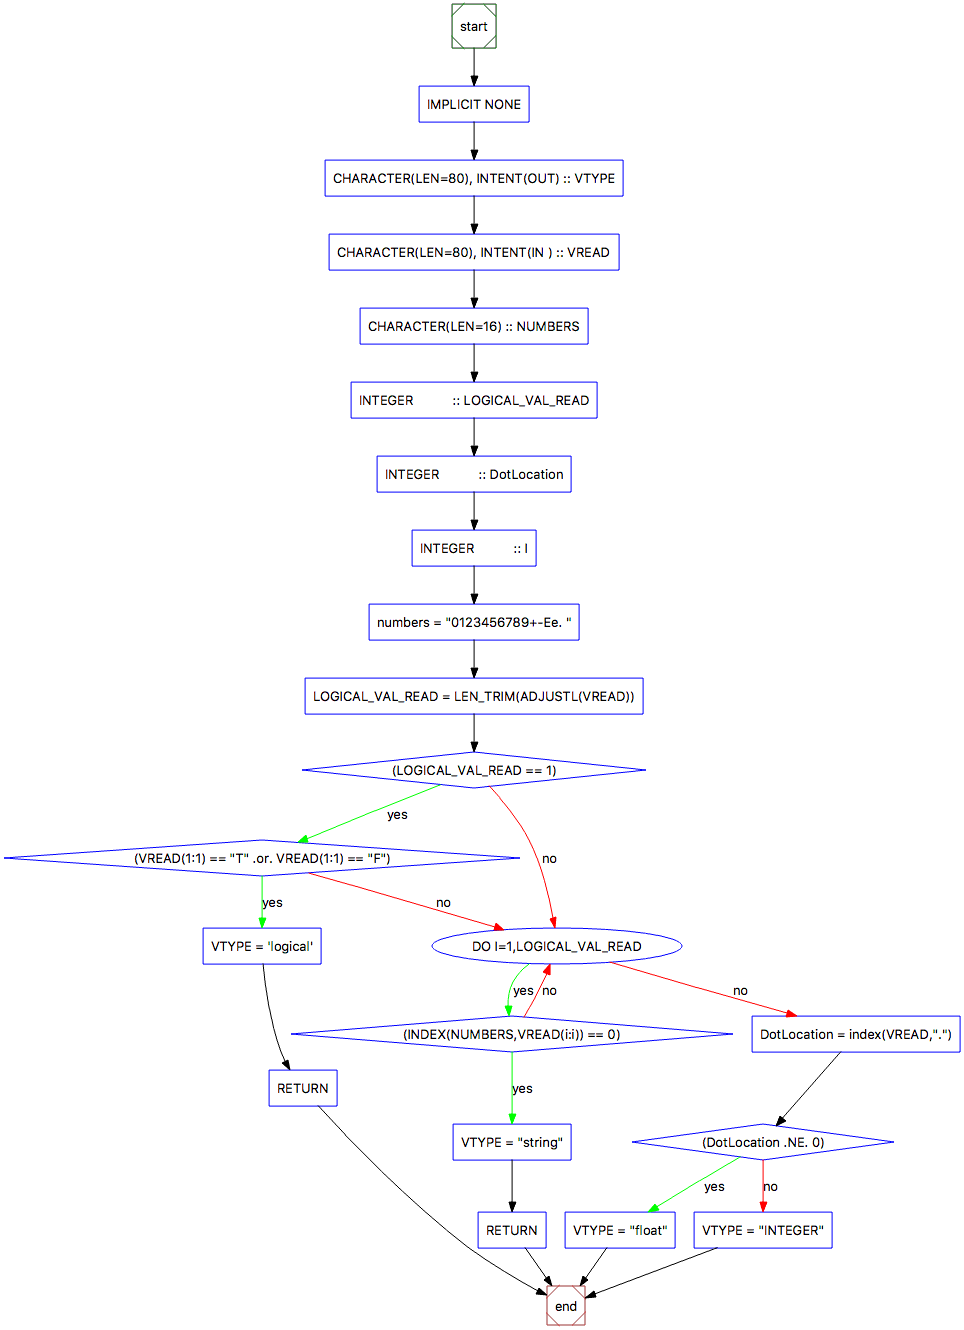 start
IMPLICIT NONE
CHARACTER(LEN=80), INTENT(OUT) :: VTYPE
CHARACTER(LEN=80), INTENT(IN ) :: VREAD
CHARACTER(LEN=16) :: NUMBERS
INTEGER           :: LOGICAL_VAL_READ
INTEGER           :: DotLocation
INTEGER           :: I
numbers = "0123456789+-Ee. "
LOGICAL_VAL_READ = LEN_TRIM(ADJUSTL(VREAD))
(LOGICAL_VAL_READ == 1)
yes
no
(VREAD(1:1) == "T" .or. VREAD(1:1) == "F")
yes
no
VTYPE = 'logical'
DO I=1,LOGICAL_VAL_READ
yes
no
no
(INDEX(NUMBERS,VREAD(i:i)) == 0)
DotLocation = index(VREAD,".")
RETURN
yes
VTYPE = "string"
(DotLocation .NE. 0)
yes
no
RETURN
VTYPE = "float"
VTYPE = "INTEGER"
end